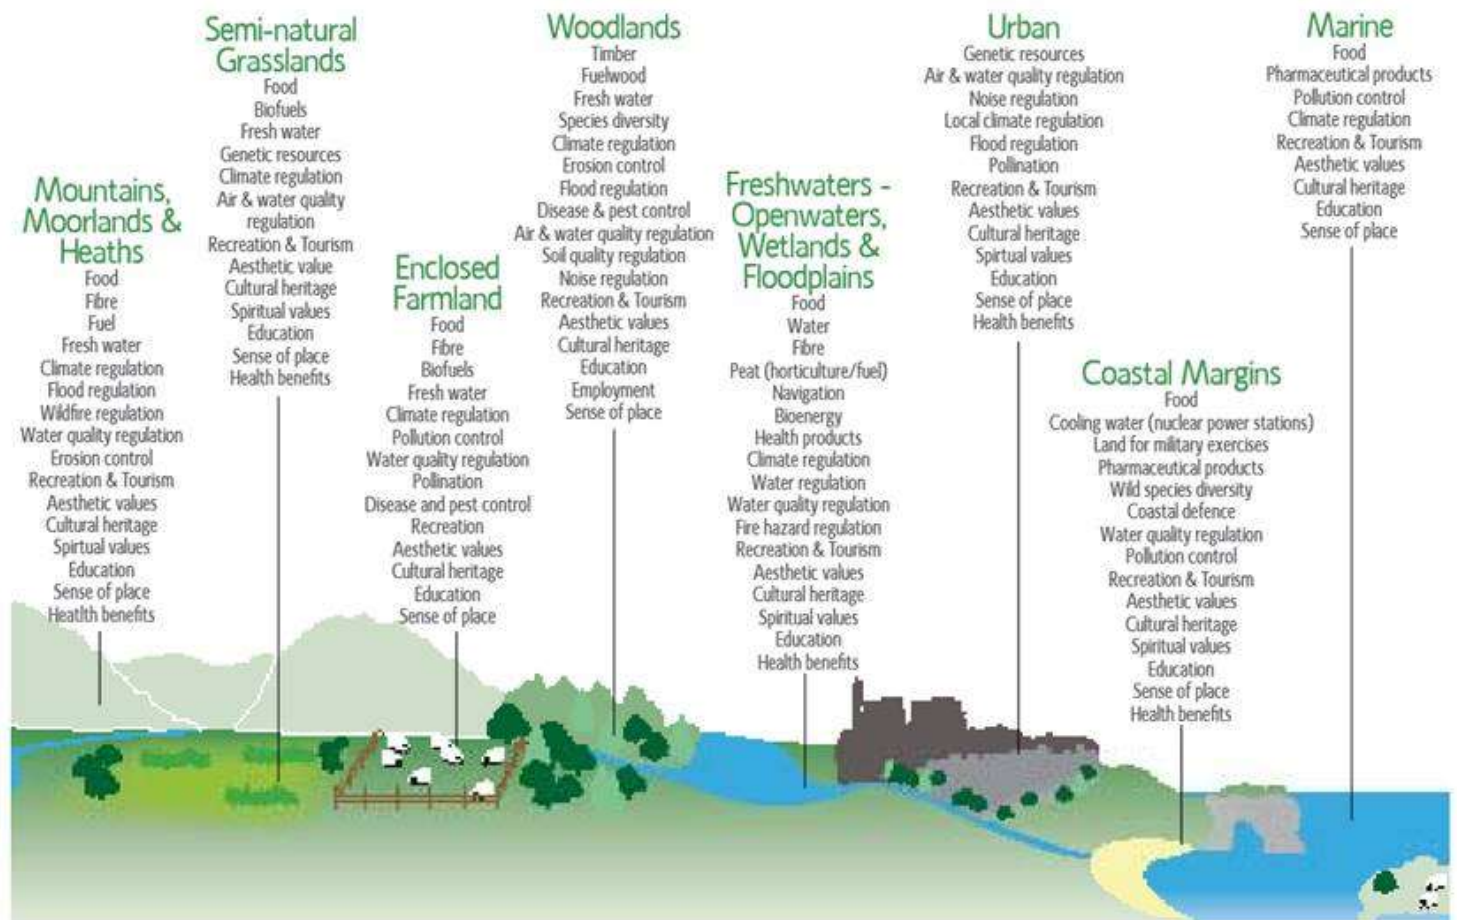 Mountains,
Moorlands &
Heaths
Food
Fibre
Fuel
Fresh water
Climate regulation
Flood regulation
Wildfire regulation
Water quality regulation
Erosion control
Recreation & Tourism
Aesthetic values
Cultural heritage
Spirtual values
Education
Sense of place
Heatlth benefits
Semi-natural
Grasslands
Food
Biofuels
Fresh water
Genetic resources
Climate regulation
Air & water quality
regulation
Recreation & Tourism
Aesthetic value
Cultural heritage
Spiritual values
Education
Sense of place
Health benefits
Enclosed
Farmland
Food
Fibre
Biofuels
Fresh water
Climate regulation
Pollution control
Water quality regulation
Pollination
Disease and pest control
Recreation
Aesthetic values
Cultural heritage
Education
Sense of place
Woodlands
Timber
Fuelwood
Fresh water
Species diversity
Climate regulation
Erosion control
Flood regulation
Disease & pest control
Air & water quality regulation
Soil quality regulation
Noise regulation
Recreation & Tourism
Aesthetic values
Cultural heritage
Education
Employment
Sense of place
Freshwaters -
Openwaters,
Wetlands &
Floodplains
Food
Water
Fibre
Peat (horticulture/fuel)
Navigation
Bioenergy
Health products
Climate regulation
Water regulation
Water quality regulation
Fire hazard regulation
Recreation & Tourism
Aesthetic values
Cultural heritage
Spiritual values
Education
Health benefits
Urban
Genetic resources
Air & water quality regulation
Noise regulation
Local climate regulation
Flood regulation
Pollination
Recreation & Tourism
Aesthetic values
Cultural heritage
Spirtual values
Education
Sense of place
Health benefits
Coastal Margins
Food
Cooling water (nuclear power stations)
Land for military exercises
Pharmaceutical products
Wild species diversity
Coastal defence
Water quality regulation
Pollution control
Recreation & Tourism
Aesthetic values
Cultural heritage
Spiritual values
Education
Sense of place
Health benefits
Marine
Food
Pharmaceutical products
Pollution control
Climate regulation
Recreation & Tourism
Aesthetic values
Cultural heritage
Education
Sense of place